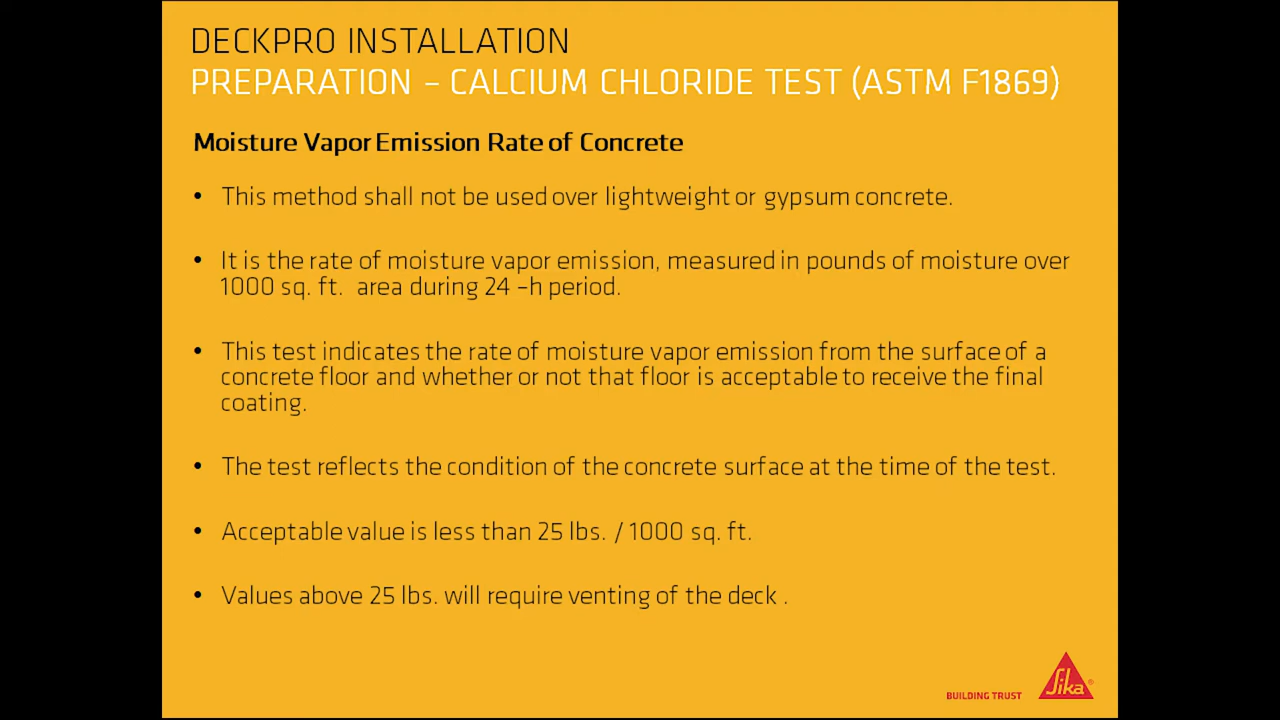 DECKPRO INSTALLATION
PREPARATION – CALCIUM CHLORIDE TEST (ASTM F1869)
Moisture Vapor Emission Rate of Concrete
• This method shall not be used over lightweight or gypsum concrete.
• It is the rate of moisture vapor emission, measured in pounds of moisture over
1000 sq. ft. area during 24 –h period.
• This test indicates the rate of moisture vapor emission from the surface of a
concrete floor and whether or not that floor is acceptable to receive the final
coating.
• The test reflects the condition of the concrete surface at the time of the test.
• Acceptable value is less than 25 lbs. / 1000 sq. ft.
• Values above 25 lbs. will require venting of the deck .
BUILDING TRUST
Sika®